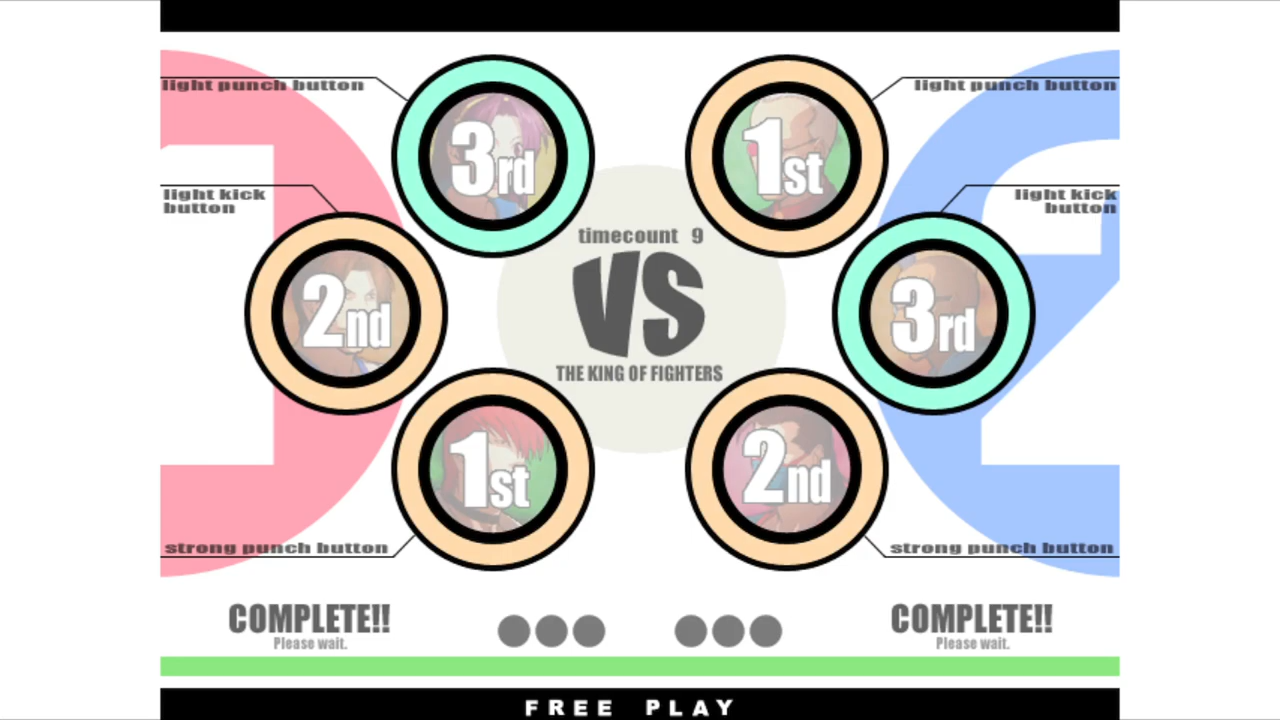 light punch button
light punch button
3rd
1st
light kick
button
light kick
button
timecount 9
VS
THE KING OF FIGHTERS
2nd
3rd
1st
2nd
strong punch button
strong punch button
COMPLETE!!
Please wait.
COMPLETE!!
Please wait.
FREE PLAY